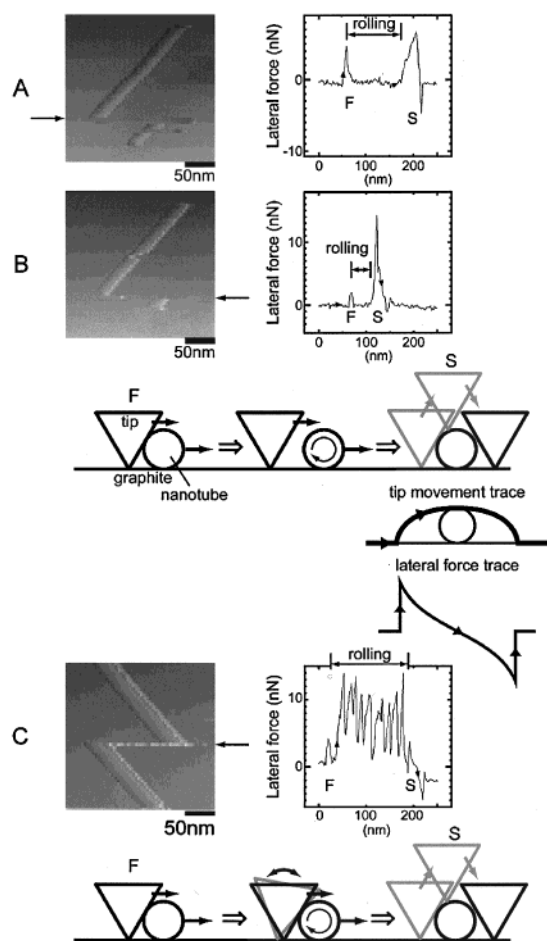 A
50nm
Lateral force (nN)
0
-10
rolling
F
S
0 100 200
(nm)
B
50nm
Lateral force (nN)
10
0
rolling
F
S
0 100 200
(nm)
F
tip
graphite
nanotube
S
tip movement trace
lateral force trace
C
50nm
Lateral force (nN)
10
0
rolling
F
S
0 100 200
(nm)
F
S